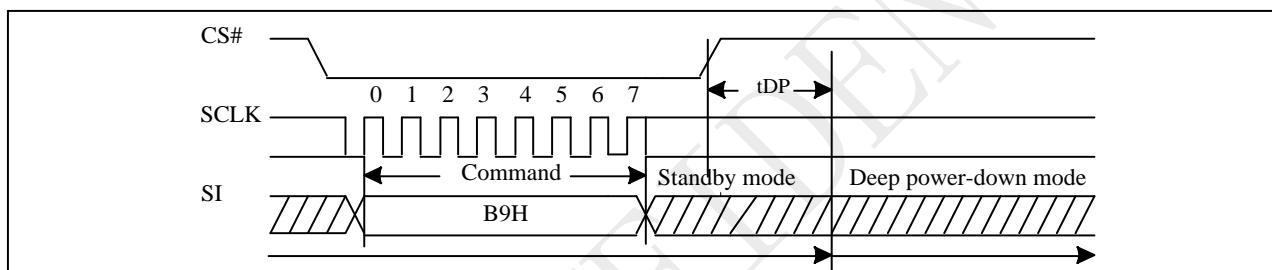 CS#
tDP
0 1 2 3 4 5 6 7
SCLK
Command Standby mode Deep power-down mode
SI
B9H